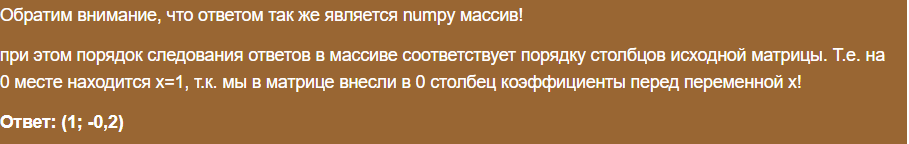 Обратим внимание, что ответом так же является numpy массив!
при этом порядок следования ответов в массиве соответствует порядку столбцов исходной матрицы. Т.е. на
0 месте находится x=1, т.к. мы в матрице внесли в 0 столбец коэффициенты перед переменной x!
Ответ: (1; -0,2)